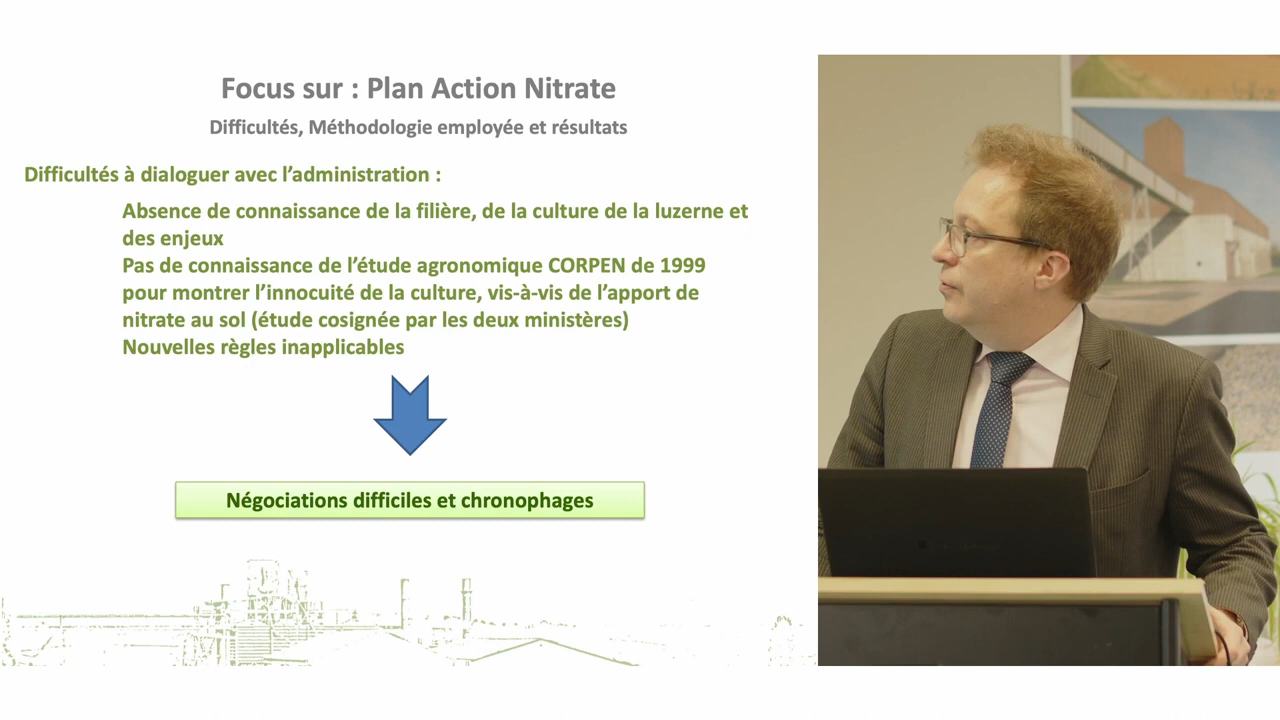 Focus sur : Plan Action Nitrate
Difficultés, Méthodologie employée et résultats
Difficultés à dialoguer avec l’administration :
Absence de connaissance de la filière, de la culture de la luzerne et
des enjeux
Pas de connaissance de l’étude agronomique CORPEN de 1999
pour montrer l’innocuité de la culture, vis-à-vis de l’apport de
nitrate au sol (étude cosignée par les deux ministères)
Nouvelles règles inapplicables
Négociations difficiles et chronophages